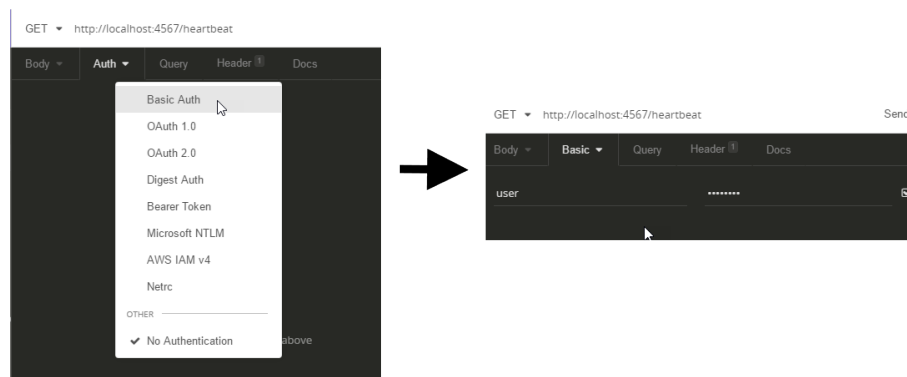 GET http://localhost:4567/heartbeat
Body Auth Query Header 1 Docs
Basic Auth
OAuth 1.0
OAuth 2.0
Digest Auth
Bearer Token
Microsoft NTLM
AWS IAM v4
Netrc
OTHER
No Authentication
above
GET http://localhost:4567/heartbeat Send
Body Basic Query Header 1 Docs
user ••••••••